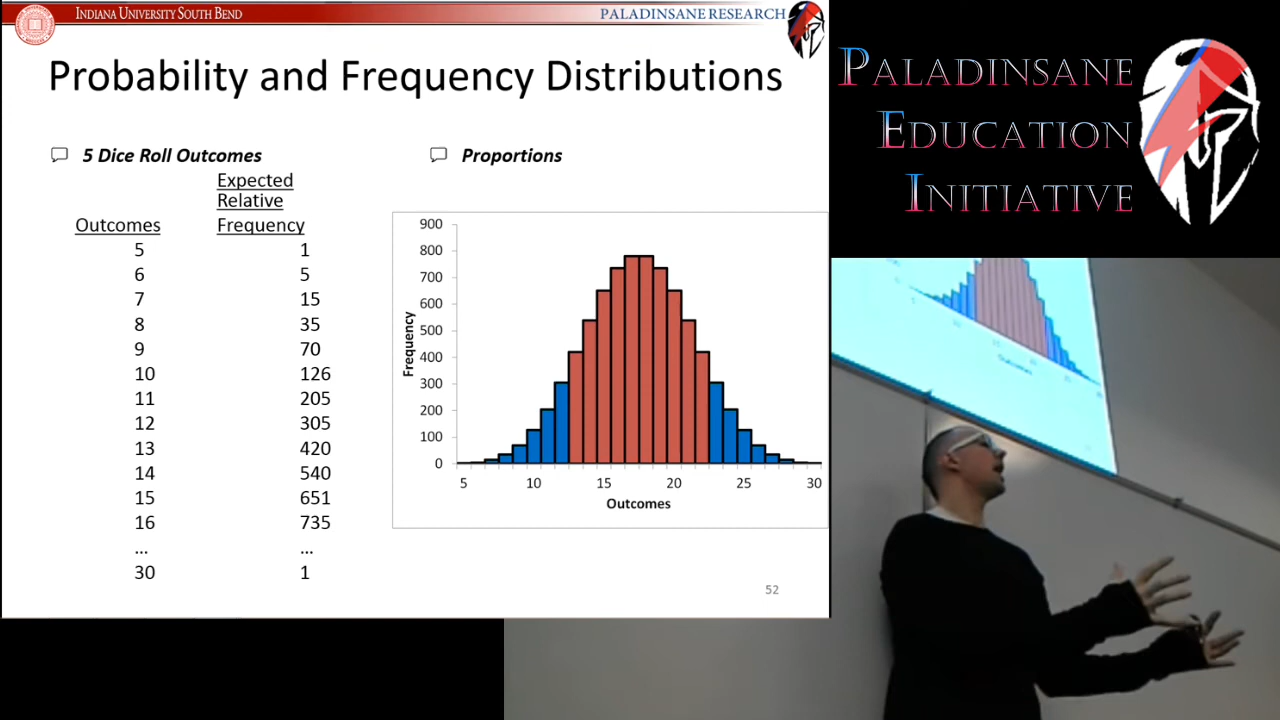 INDIANA UNIVERSITY SOUTH BEND
PALADINSANE RESEARCH
Probability and Frequency Distributions
5 Dice Roll Outcomes
Expected
Relative
Outcomes Frequency
5 1
6 5
7 15
8 35
9 70
10 126
11 205
12 305
13 420
14 540
15 651
16 735
... ...
30 1
Proportions
900
800
700
600
500
400
300
200
100
0
Frequency
5 10 15 20 25 30
Outcomes
52
PALADINSANE
EDUCATION
INITIATIVE
Outcomes